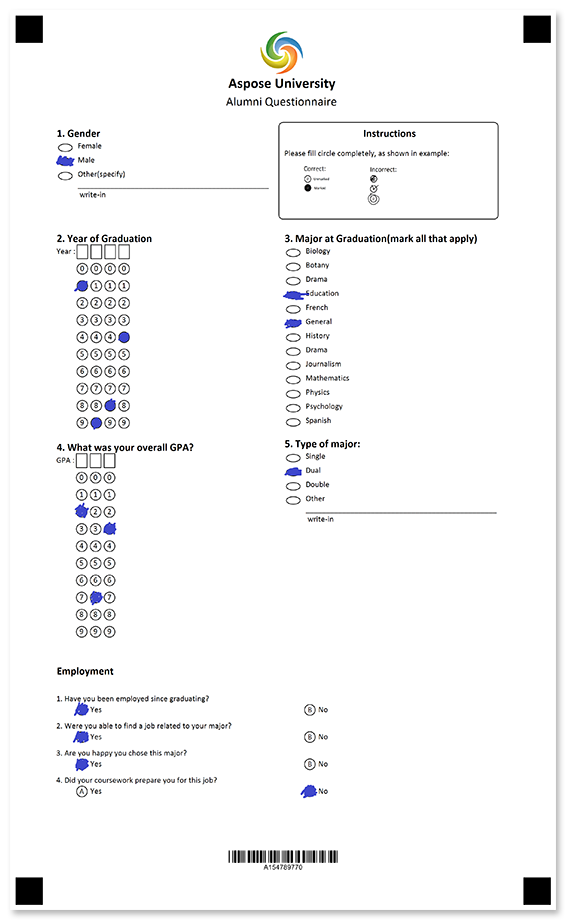 Aspose University
Alumni Questionnaire
1. Gender
Female
Male
Other(specify)
write-in
Instructions
Please fill circle completely, as shown in example:
Correct: Incorrect:
Unmarked
Marked
2. Year of Graduation
Year :
0 0 0 0
1 1 1
2 2 2 2
3 3 3 3
4 4 4
5 5 5 5
6 6 6 6
7 7 7 7
8 8 8
9 9 9
3. Major at Graduation(mark all that apply)
Biology
Botany
Drama
Education
French
General
History
Drama
Journalism
Mathematics
Physics
Psychology
Spanish
4. What was your overall GPA?
GPA :
0 0 0
1 1 1
2 2
3 3
4 4 4
5 5 5
6 6 6
7 7
8 8 8
9 9 9
5. Type of major:
Single
Dual
Double
Other
write-in
Employment
1. Have you been employed since graduating?
Yes B No
2. Were you able to find a job related to your major?
Yes B No
3. Are you happy you chose this major?
Yes B No
4. Did your coursework prepare you for this job?
A Yes No
A154789770